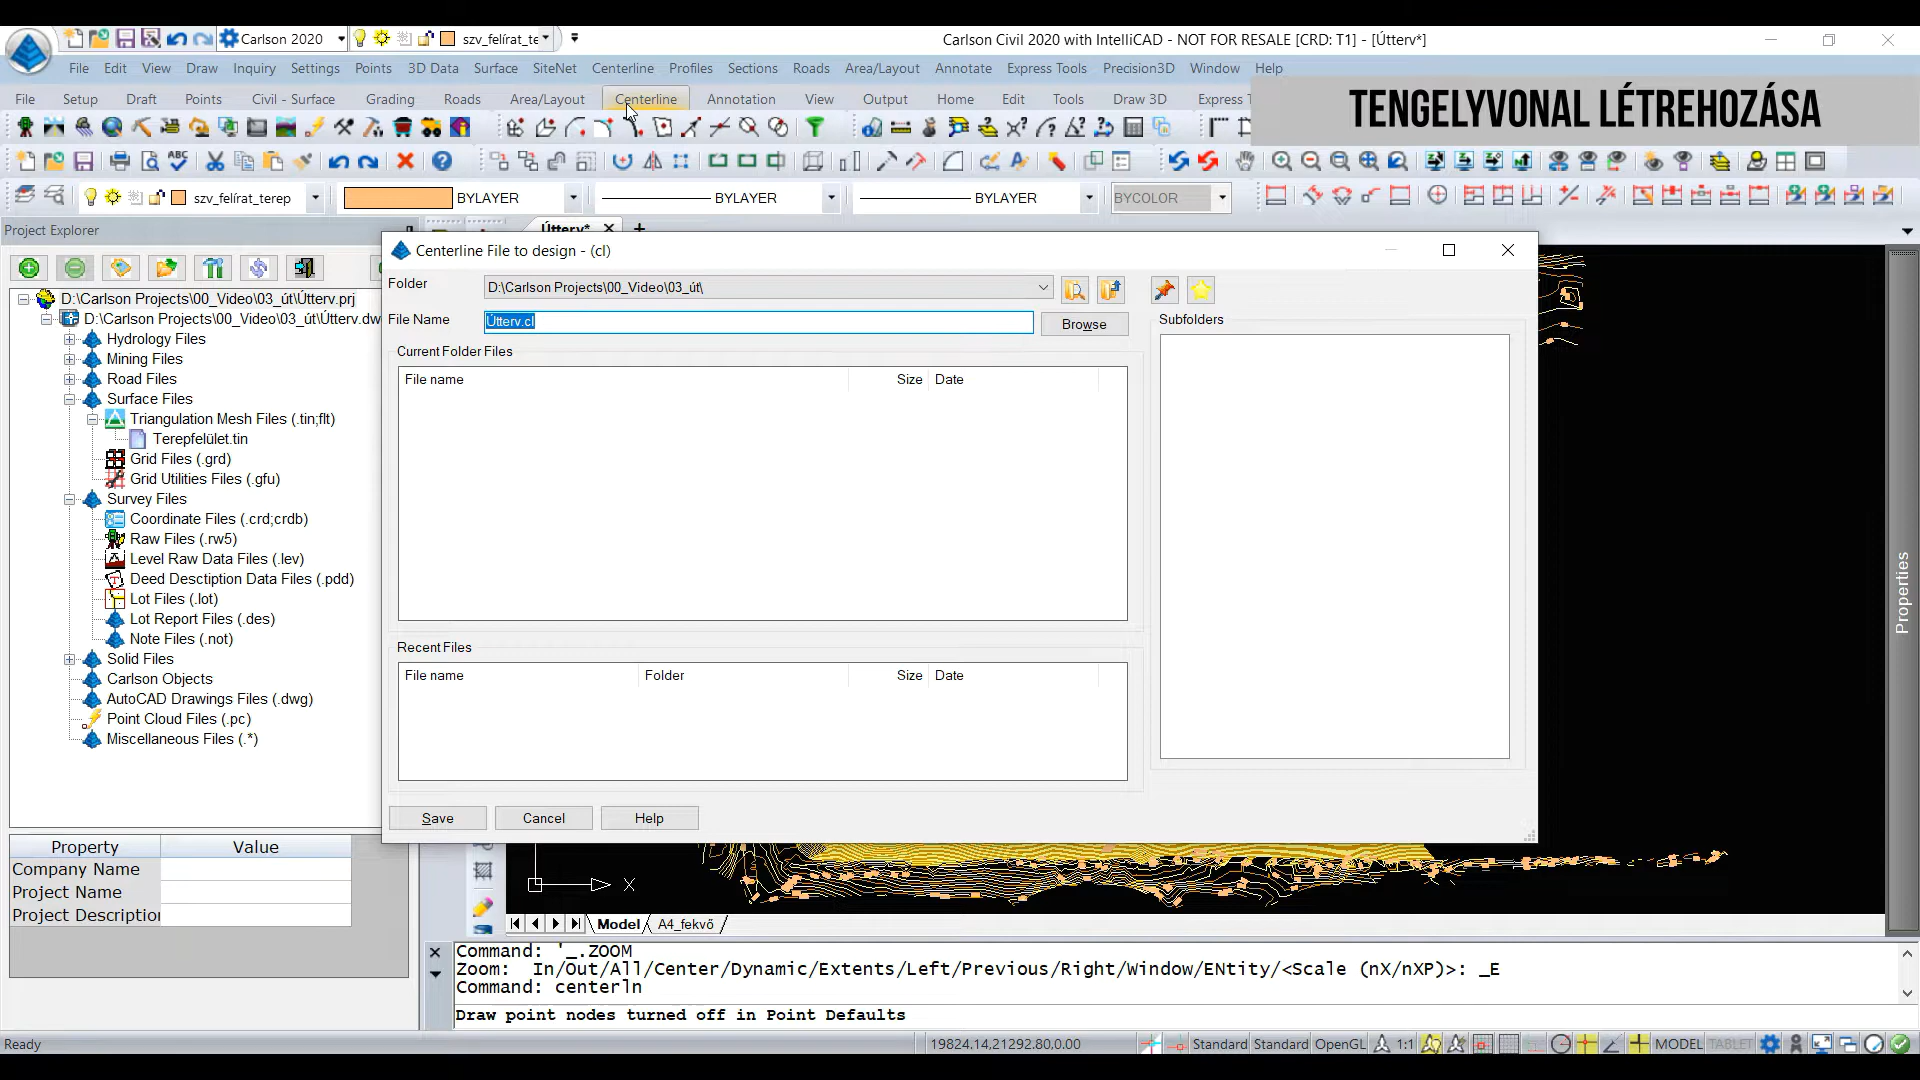 Carlson 2020
szv_felírat_te
Carlson Civil 2020 with IntelliCAD - NOT FOR RESALE [CRD: T1] - [Útterv*]
File Edit View Draw Inquiry Settings Points 3D Data Surface SiteNet Centerline Profiles Sections Roads Area/Layout Annotate Express Tools Precision3D Window Help
File Setup Draft Points Civil - Surface Grading Roads Area/Layout Centerline Annotation View Output Home Edit Tools Draw 3D Express T
TENGELYVONAL LÉTREHOZÁSA
szv_felírat_terep BYLAYER BYLAYER BYLAYER BYCOLOR
Project Explorer
Útterv*
D:\Carlson Projects\00_Video\03_út\Útterv.prj
D:\Carlson Projects\00_Video\03_út\Útterv.dw
Hydrology Files
Mining Files
Road Files
Surface Files
Triangulation Mesh Files (.tin;flt)
Terepfelület.tin
Grid Files (.grd)
Grid Utilities Files (.gfu)
Survey Files
Coordinate Files (.crd;crdb)
Raw Files (.rw5)
Level Raw Data Files (.lev)
Deed Desctiption Data Files (.pdd)
Lot Files (.lot)
Lot Report Files (.des)
Note Files (.not)
Solid Files
Carlson Objects
AutoCAD Drawings Files (.dwg)
Point Cloud Files (.pc)
Miscellaneous Files (.*)
Property Value
Company Name
Project Name
Project Description
Centerline File to design - (cl)
Folder D:\Carlson Projects\00_Video\03_út\
File Name Útterv.cl Browse
Subfolders
Current Folder Files
File name Size Date
Recent Files
File name Folder Size Date
Save Cancel Help
Properties
X
Model A4_fekvő
Command: '_.ZOOM
Zoom: In/Out/All/Center/Dynamic/Extents/Left/Previous/Right/Window/ENtity/<Scale (nX/nXP)>: _E
Command: centerln
Draw point nodes turned off in Point Defaults
Ready 19824.14,21292.80,0.00 Standard Standard OpenGL 1:1 MODEL TABLET